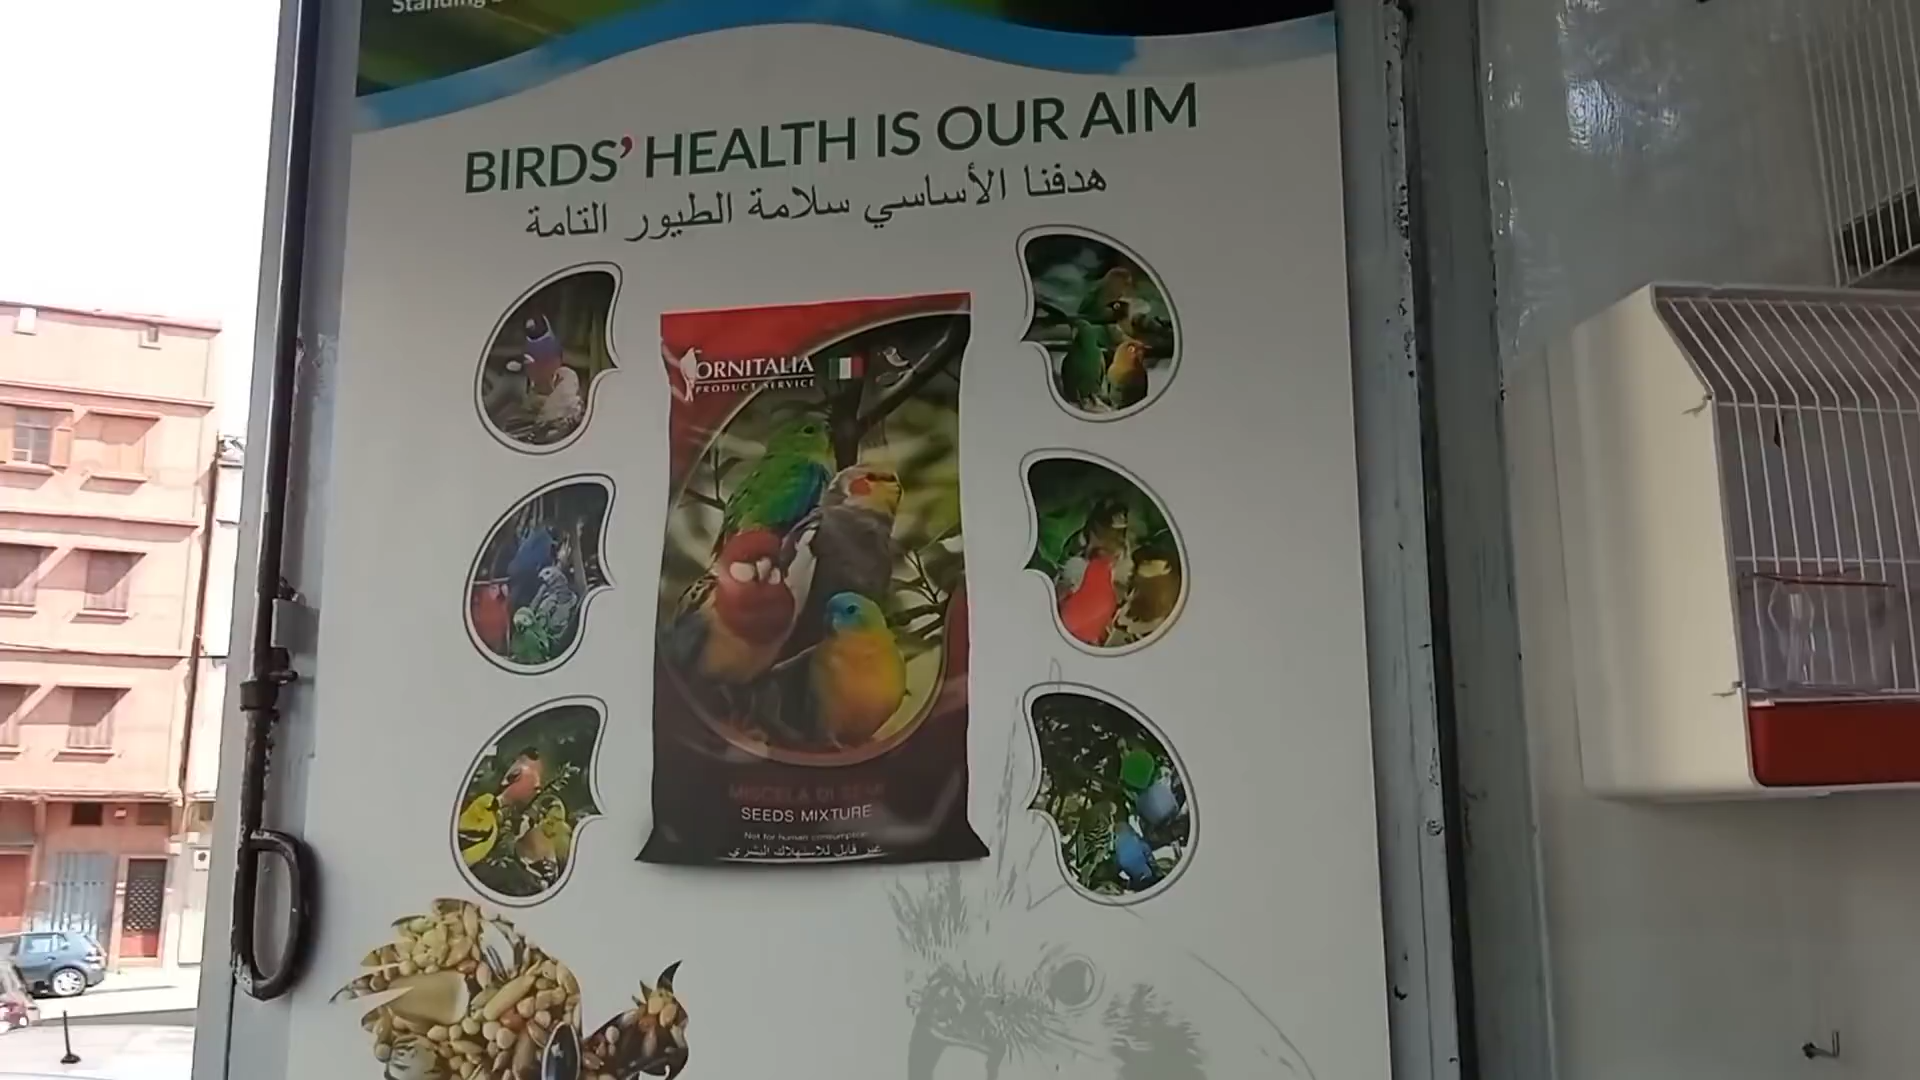 Standing
BIRDS' HEALTH IS OUR AIM
هدفنا الأساسي سلامة الطيور التامة
ORNITALIA
PRODUCT SERVICE
MISCELA DI SEMI
SEEDS MIXTURE
Not for human consumption
غير قابل للاستهلاك البشري